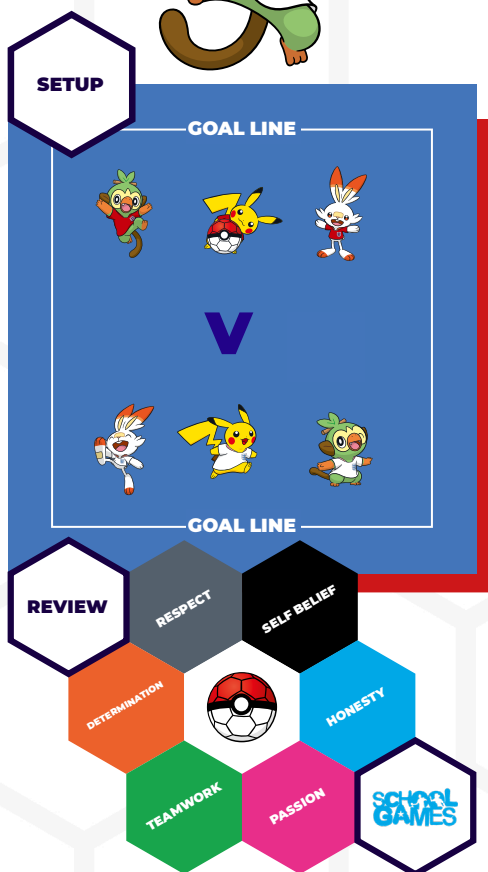 SETUP
GOAL LINE
V
GOAL LINE
REVIEW
RESPECT
SELF BELIEF
DETERMINATION
HONESTY
TEAMWORK
PASSION
SCHOOL
GAMES